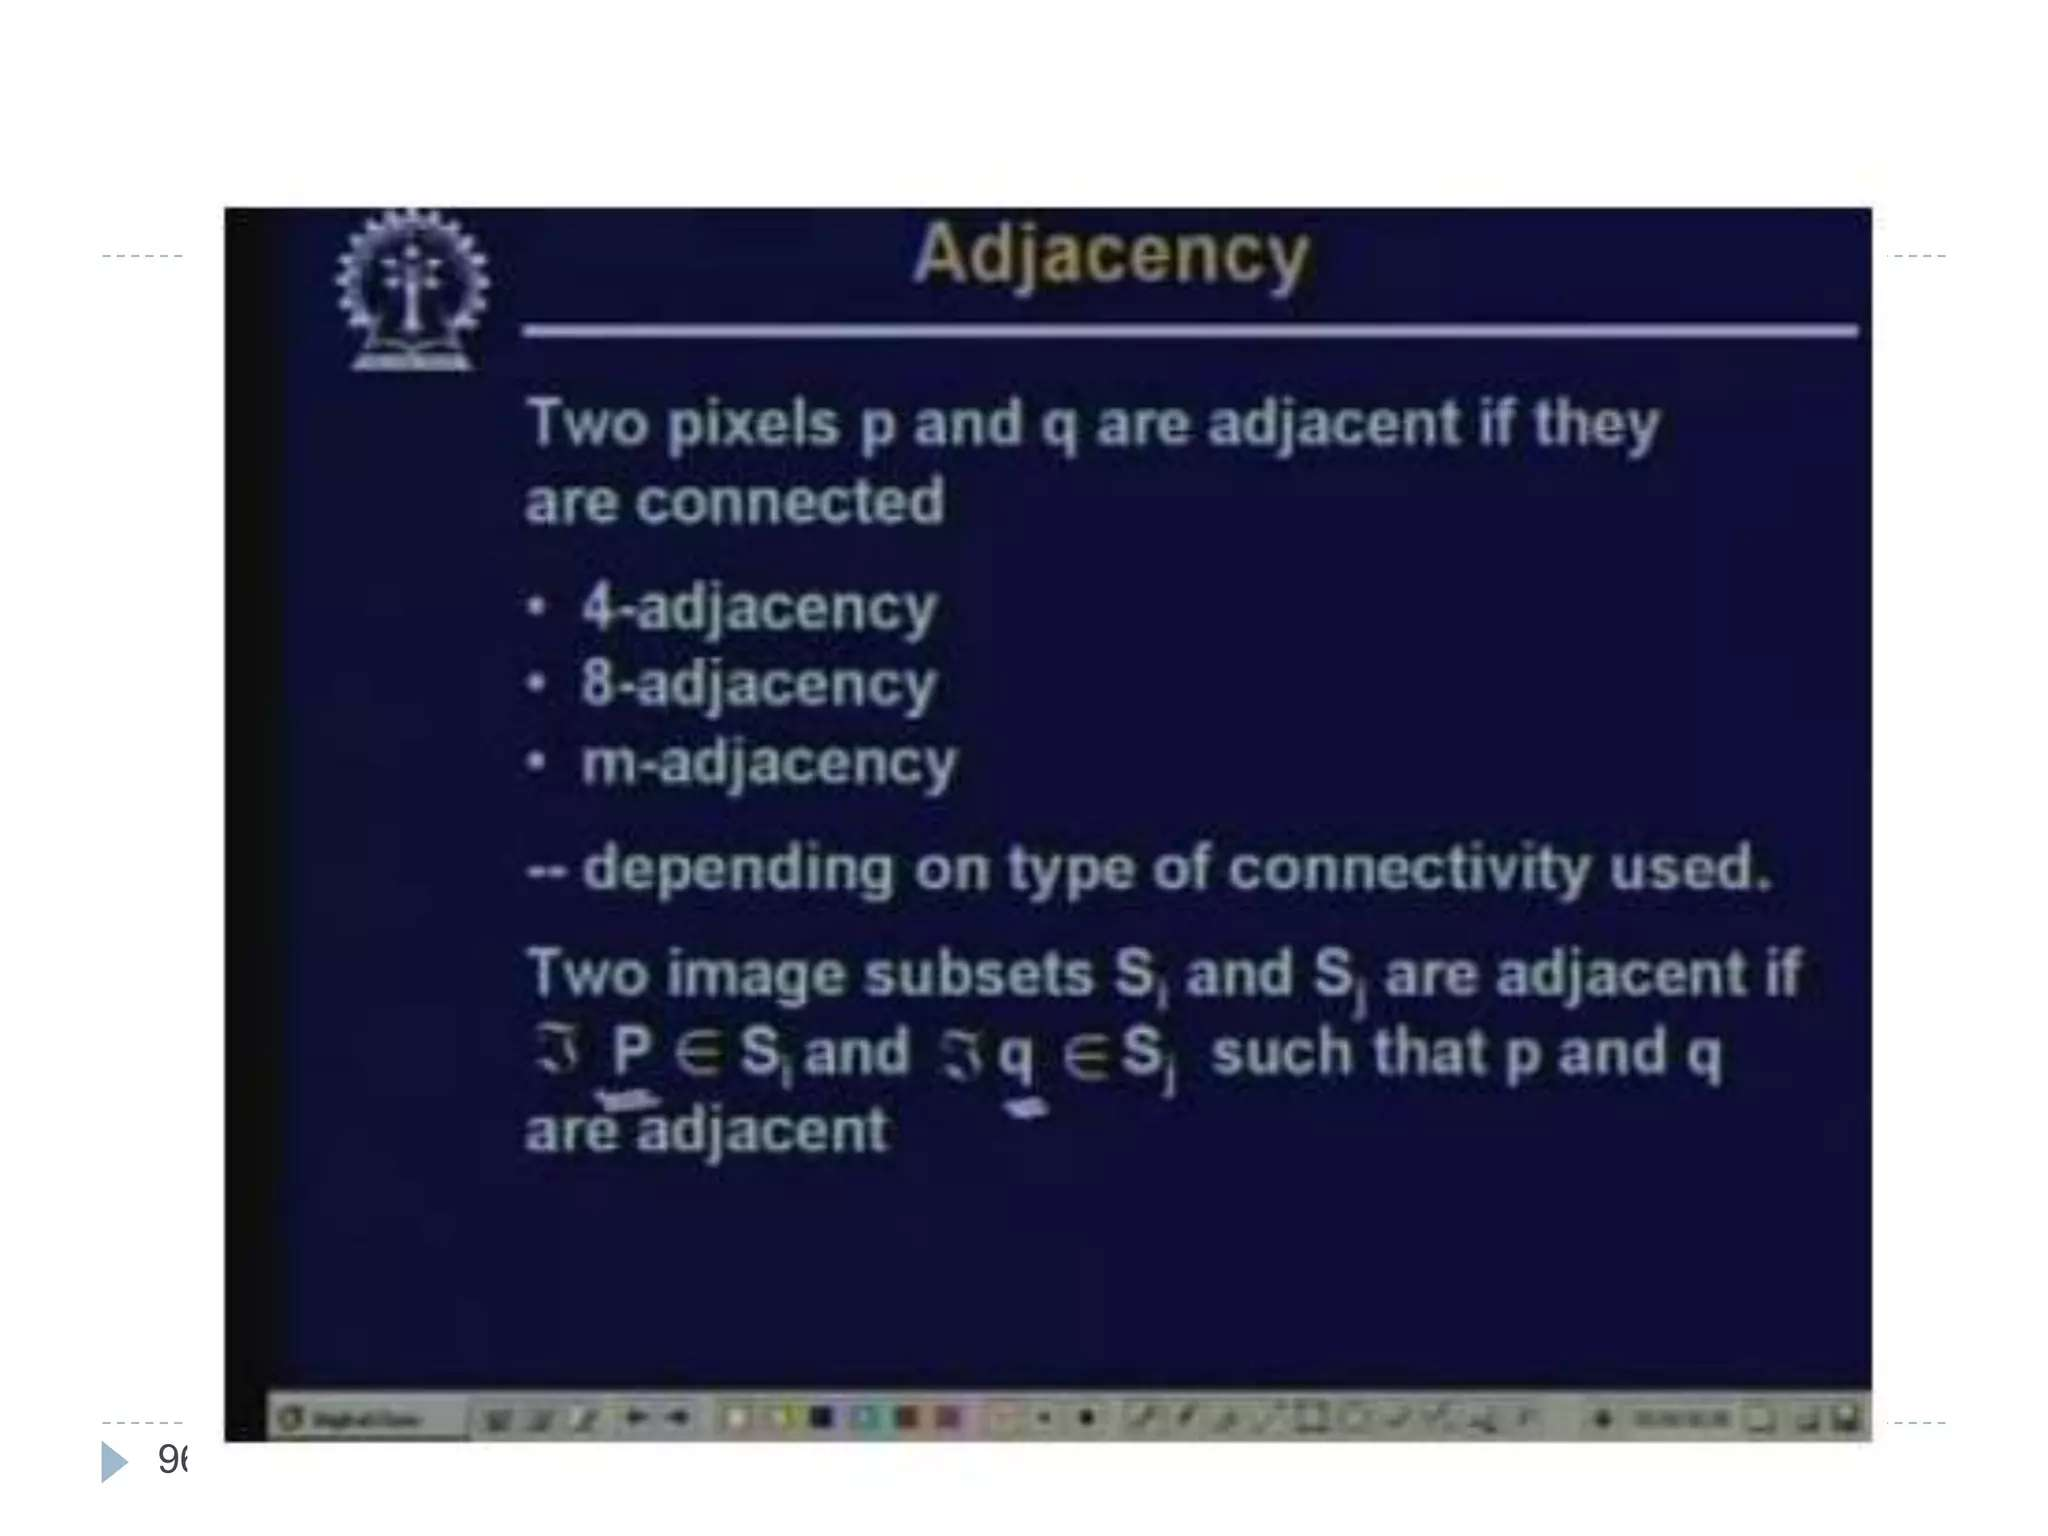 Adjacency
Two pixels p and q are adjacent if they
are connected
• 4-adjacency
• 8-adjacency
• m-adjacency
-- depending on type of connectivity used.
Two image subsets Si and Sj are adjacent if
ℑ P ∈ Si and ℑ q ∈ Sj such that p and q
are adjacent
96